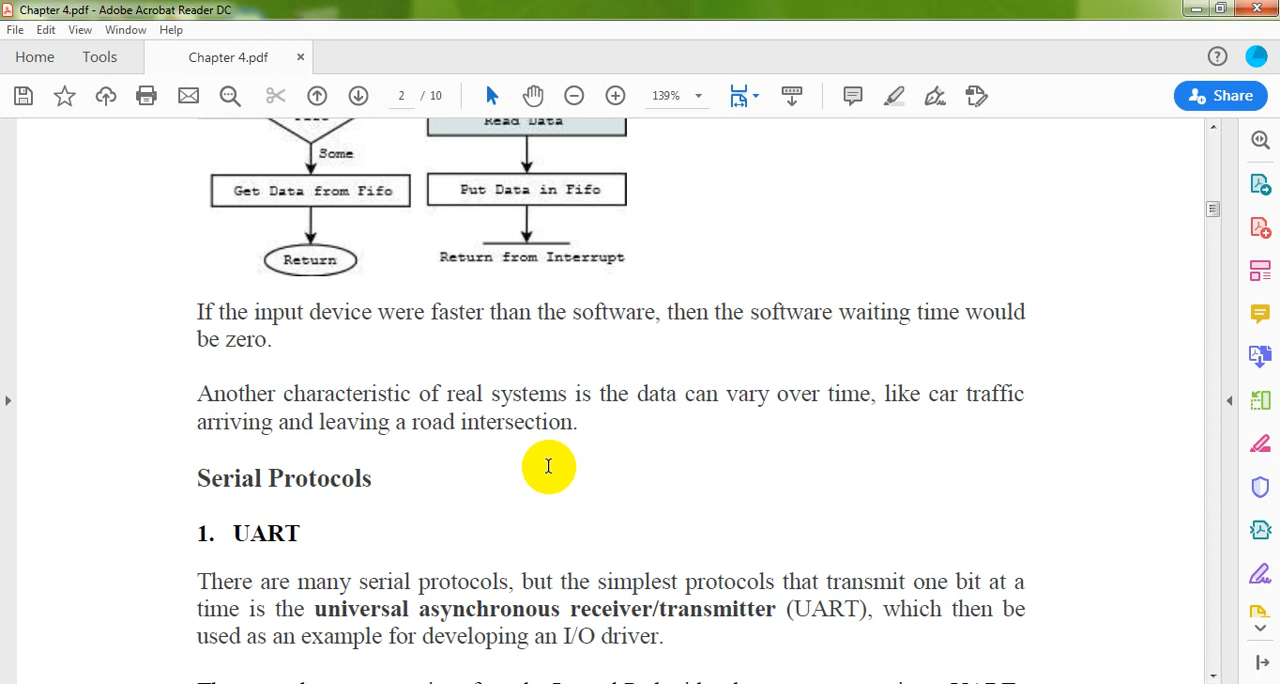 Chapter 4.pdf - Adobe Acrobat Reader DC
File Edit View Window Help
Home Tools Chapter 4.pdf ×
2 / 10 139% Share
Read Data
Some
Get Data from Fifo Put Data in Fifo
Return Return from Interrupt
If the input device were faster than the software, then the software waiting time would
be zero.
Another characteristic of real systems is the data can vary over time, like car traffic
arriving and leaving a road intersection.
Serial Protocols
1. UART
There are many serial protocols, but the simplest protocols that transmit one bit at a
time is the universal asynchronous receiver/transmitter (UART), which then be
used as an example for developing an I/O driver.